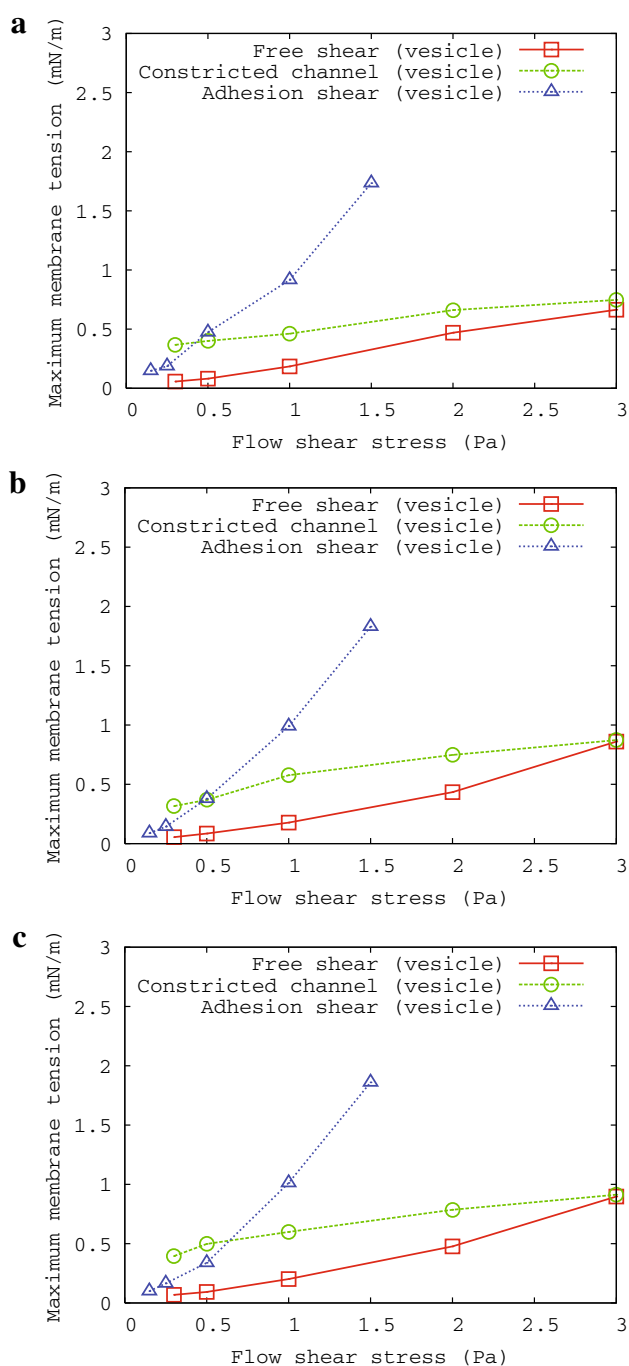 a
Maximum membrane tension (mN/m)
3
2.5
2
1.5
1
0.5
0
Free shear (vesicle)
Constricted channel (vesicle)
Adhesion shear (vesicle)
0.5 1 1.5 2 2.5 3
Flow shear stress (Pa)
b
Maximum membrane tension (mN/m)
3
2.5
2
1.5
1
0.5
0
Free shear (vesicle)
Constricted channel (vesicle)
Adhesion shear (vesicle)
0 0.5 1 1.5 2 2.5 3
Flow shear stress (Pa)
c
Maximum membrane tension (mN/m)
3
2.5
2
1.5
1
0.5
0
Free shear (vesicle)
Constricted channel (vesicle)
Adhesion shear (vesicle)
0 0.5 1 1.5 2 2.5 3
Flow shear stress (Pa)